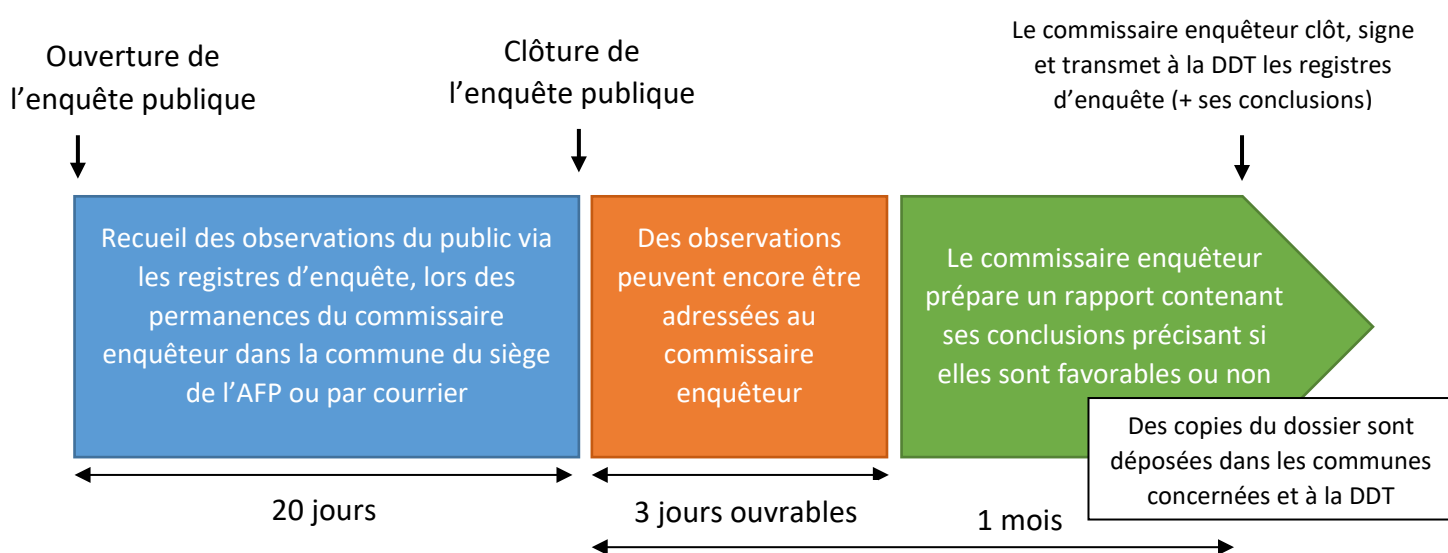 Ouverture de
l’enquête publique
Clôture de
l’enquête publique
Le commissaire enquêteur clôt, signe
et transmet à la DDT les registres
d’enquête (+ ses conclusions)
Recueil des observations du public via
les registres d’enquête, lors des
permanences du commissaire
enquêteur dans la commune du siège
de l’AFP ou par courrier
Des observations
peuvent encore être
adressées au
commissaire
enquêteur
Le commissaire enquêteur
prépare un rapport contenant
ses conclusions précisant si
elles sont favorables ou non
Des copies du dossier sont
déposées dans les communes
concernées et à la DDT
20 jours
3 jours ouvrables
1 mois